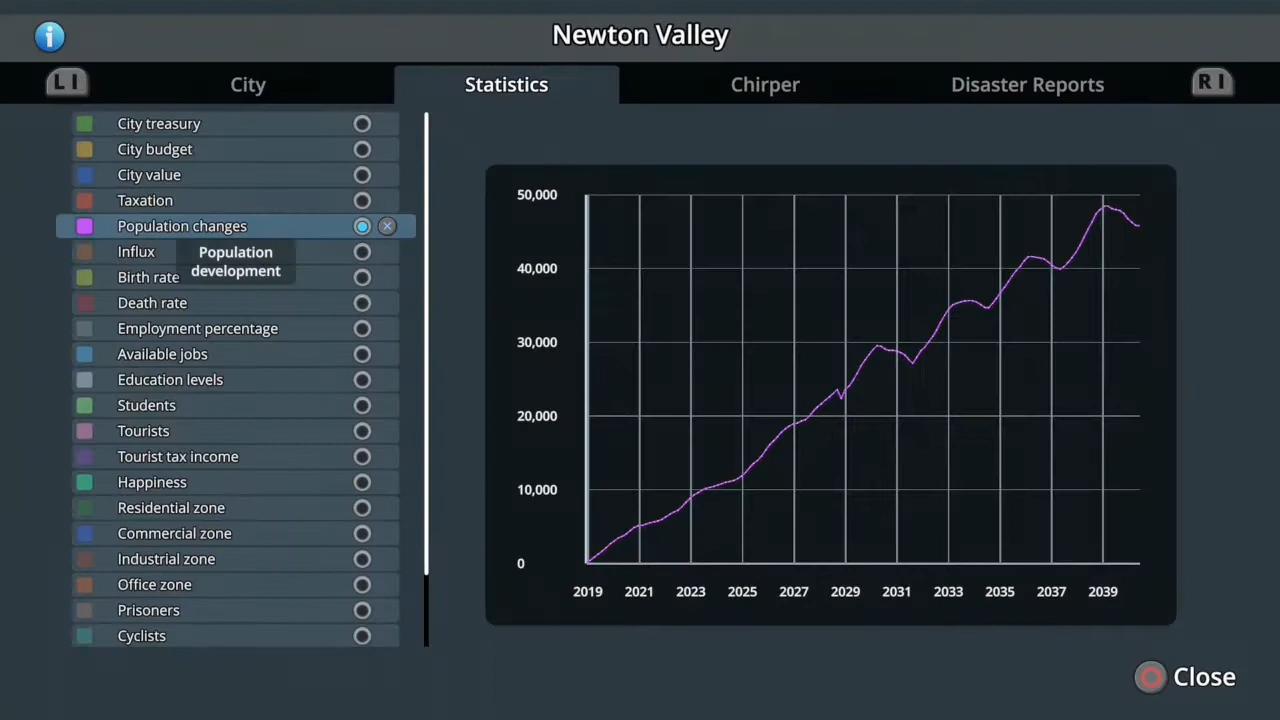 Newton Valley
L1
City
Statistics
Chirper
Disaster Reports
R1
City treasury
City budget
City value
Taxation
Population changes
Influx
Population
development
Birth rate
Death rate
Employment percentage
Available jobs
Education levels
Students
Tourists
Tourist tax income
Happiness
Residential zone
Commercial zone
Industrial zone
Office zone
Prisoners
Cyclists
50,000
40,000
30,000
20,000
10,000
0
2019 2021 2023 2025 2027 2029 2031 2033 2035 2037 2039
Close